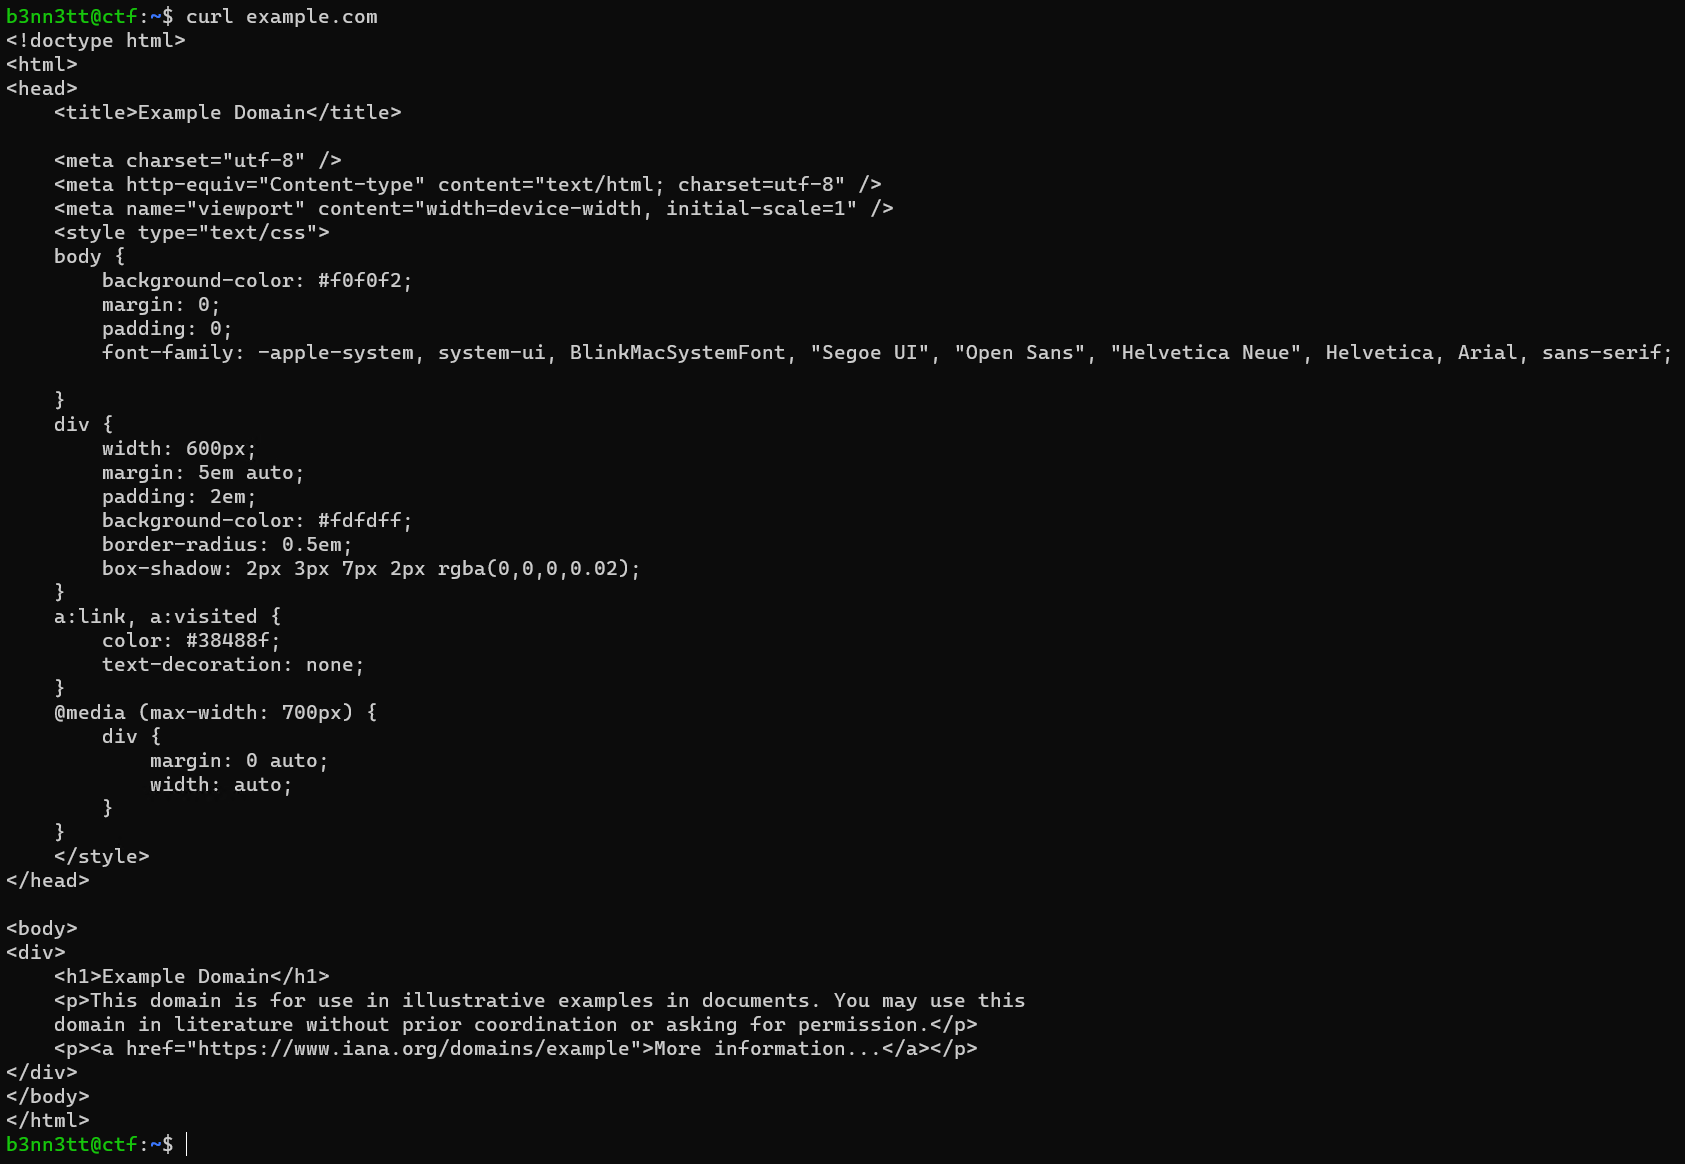 b3nn3tt@ctf:~$ curl example.com
<!doctype html>
<html>
<head>
    <title>Example Domain</title>

    <meta charset="utf-8" />
    <meta http-equiv="Content-type" content="text/html; charset=utf-8" />
    <meta name="viewport" content="width=device-width, initial-scale=1" />
    <style type="text/css">
    body {
        background-color: #f0f0f2;
        margin: 0;
        padding: 0;
        font-family: -apple-system, system-ui, BlinkMacSystemFont, "Segoe UI", "Open Sans", "Helvetica Neue", Helvetica, Arial, sans-serif;

    }
    div {
        width: 600px;
        margin: 5em auto;
        padding: 2em;
        background-color: #fdfdff;
        border-radius: 0.5em;
        box-shadow: 2px 3px 7px 2px rgba(0,0,0,0.02);
    }
    a:link, a:visited {
        color: #38488f;
        text-decoration: none;
    }
    @media (max-width: 700px) {
        div {
            margin: 0 auto;
            width: auto;
        }
    }
    </style>
</head>

<body>
<div>
    <h1>Example Domain</h1>
    <p>This domain is for use in illustrative examples in documents. You may use this
    domain in literature without prior coordination or asking for permission.</p>
    <p><a href="https://www.iana.org/domains/example">More information...</a></p>
</div>
</body>
</html>
b3nn3tt@ctf:~$